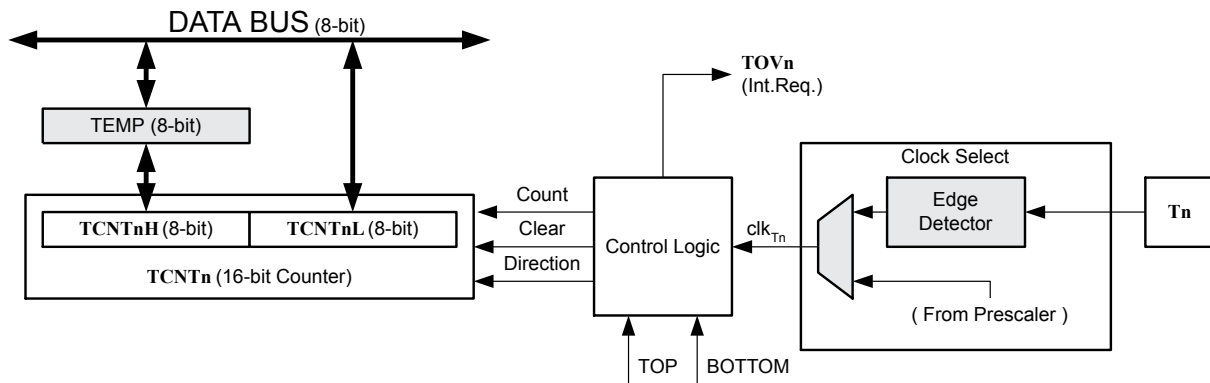 DATA BUS (8-bit)
TOVn
(Int.Req.)
TEMP (8-bit)
Clock Select
Count
Edge
Detector
Tn
TCNTnH (8-bit) TCNTnL (8-bit)
Clear
Control Logic
clkTn
TCNTn (16-bit Counter)
Direction
( From Prescaler )
TOP
BOTTOM